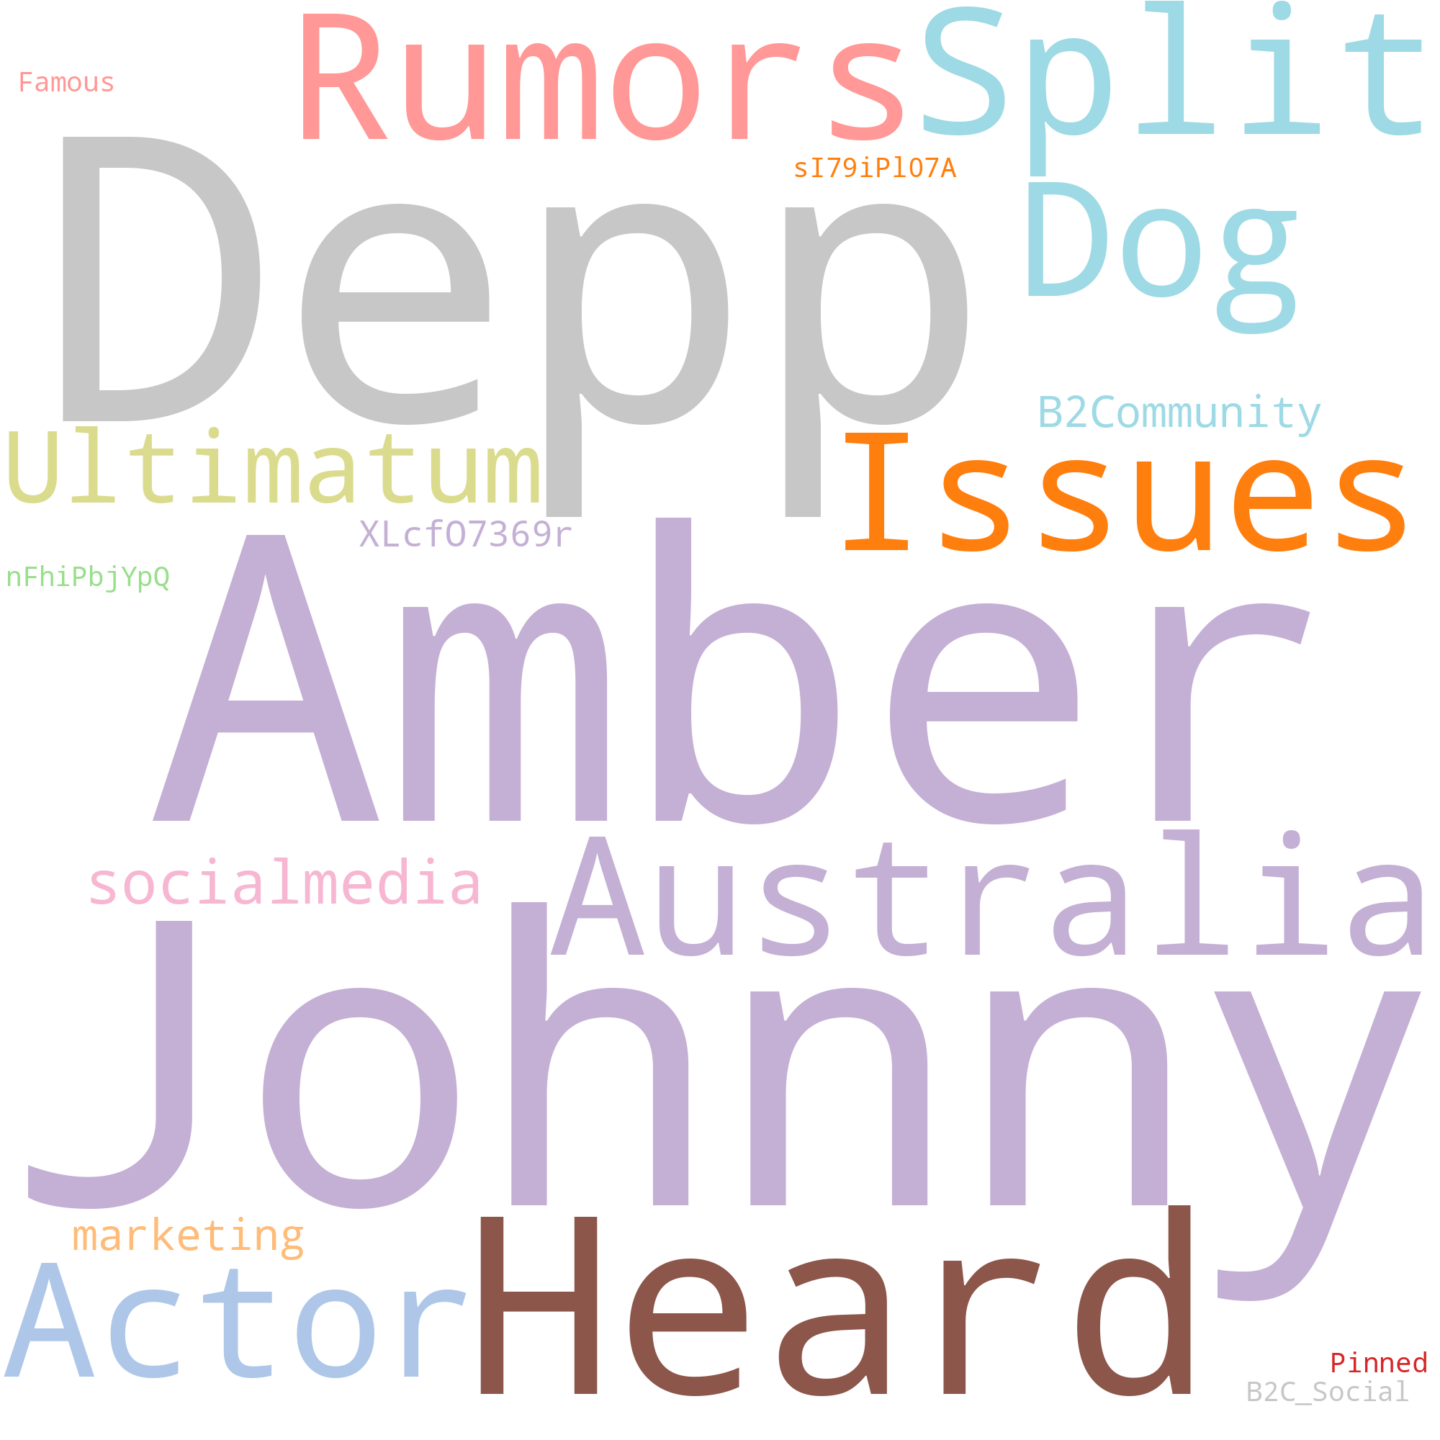 Rumors
Split
Famous
sI79iPlO7A
Depp
Dog
B2Community
Ultimatum
Issues
XLcfO7369r
nFhiPbjYpQ
Amber
Australia
socialmedia
Johnny
marketing
Heard
Actor
Pinned
B2C_Social